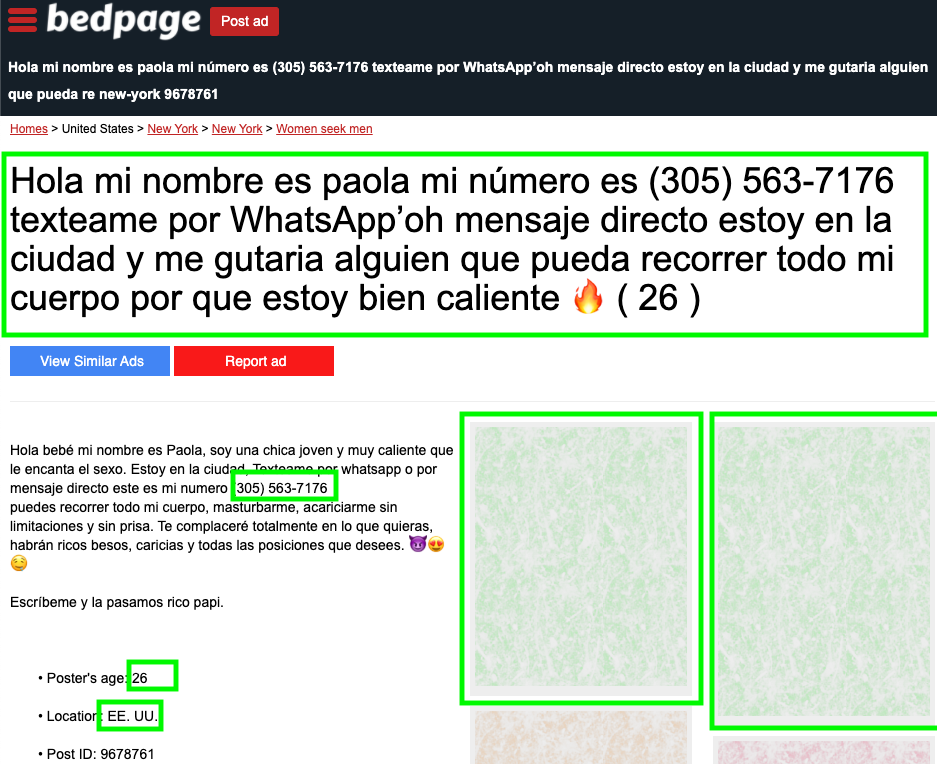 bedpage
Post ad
Hola mi nombre es paola mi número es (305) 563-7176 texteame por WhatsApp’oh mensaje directo estoy en la ciudad y me gutaria alguien
que pueda re new-york 9678761
Homes > United States > New York > New York > Women seek men
Hola mi nombre es paola mi número es (305) 563-7176
texteame por WhatsApp’oh mensaje directo estoy en la
ciudad y me gutaria alguien que pueda recorrer todo mi
cuerpo por que estoy bien caliente 🔥 ( 26 )
View Similar Ads
Report ad
Hola bebé mi nombre es Paola, soy una chica joven y muy caliente que
le encanta el sexo. Estoy en la ciudad, Texteame por whatsapp o por
mensaje directo este es mi numero (305) 563-7176
puedes recorrer todo mi cuerpo, masturbarme, acariciarme sin
limitaciones y sin prisa. Te complaceré totalmente en lo que quieras,
habrán ricos besos, caricias y todas las posiciones que desees. 😈😍
😏
Escríbeme y la pasamos rico papi.
• Poster's age: 26
• Location: EE. UU.
• Post ID: 9678761